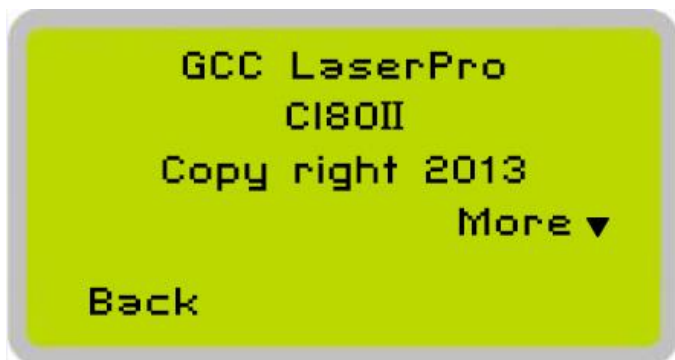 GCC LaserPro
C180II
Copy right 2013
More ▼
Back